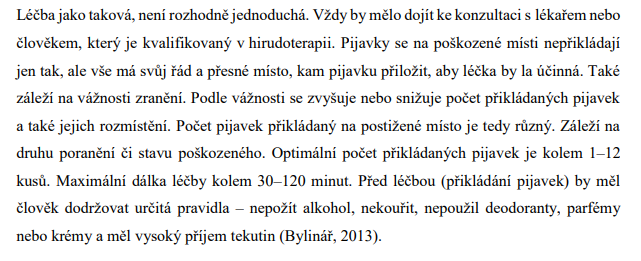 Léčba jako taková, není rozhodně jednoduchá. Vždy by mělo dojít ke konzultaci s lékařem nebo
člověkem, který je kvalifikovaný v hirudoterapii. Pijavky se na poškozené místi nepřikládají
jen tak, ale vše má svůj řád a přesné místo, kam pijavku přiložit, aby léčka by la účinná. Také
záleží na vážnosti zranění. Podle vážnosti se zvyšuje nebo snižuje počet přikládaných pijavek
a také jejich rozmístění. Počet pijavek přikládaný na postižené místo je tedy různý. Záleží na
druhu poranění či stavu poškozeného. Optimální počet přikládaných pijavek je kolem 1–12
kusů. Maximální dálka léčby kolem 30–120 minut. Před léčbou (přikládání pijavek) by měl
člověk dodržovat určitá pravidla – nepožít alkohol, nekouřit, nepoužil deodoranty, parfémy
nebo krémy a měl vysoký příjem tekutin (Bylinář, 2013).